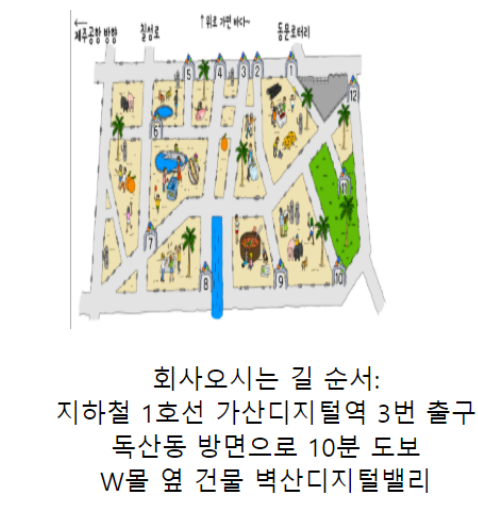 ←
제주공항 방향
칠성로
↑위로 가면 바다~
동문로터리
5
4
3
2
1
12
6
11
7
8
9
10
회사오시는 길 순서:
지하철 1호선 가산디지털역 3번 출구
독산동 방면으로 10분 도보
W몰 옆 건물 벽산디지털밸리